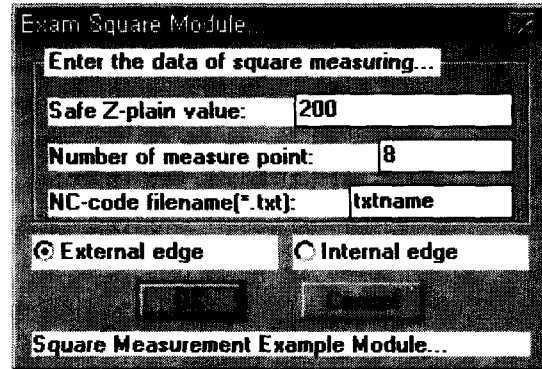 Exam Square Module...
Enter the data of square measuring...
Safe Z-plain value: 200
Number of measure point: 8
NC-code filename(*.txt): txtname
External edge Internal edge
Cancel
Square Measurement Example Module...